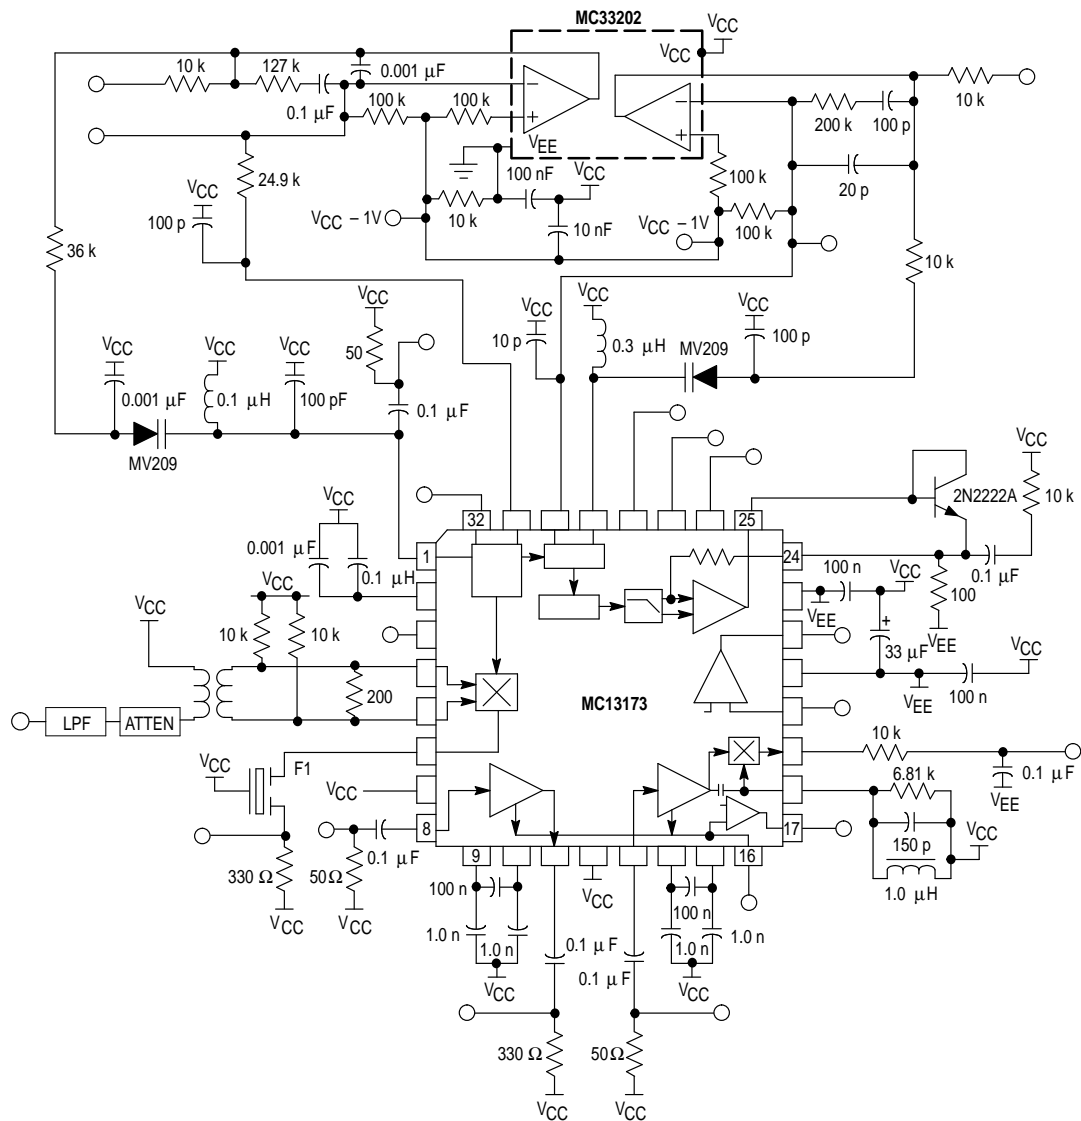 MC33202
VCC
VCC
10 k
127 k
0.001 µF
0.1 µF
100 k
100 k
VEE
10 k
200 k
100 p
24.9 k
VCC
100 p
VCC
100 nF
10 k
VCC – 1V
10 nF
100 k
100 k
VCC – 1V
20 p
36 k
10 k
VCC
50
VCC
10 p
VCC
0.3 µH
MV209
VCC
100 p
VCC
0.001 µF
VCC
0.1 µH
VCC
100 pF
0.1 µF
MV209
VCC
2N2222A
10 k
32
25
VCC
0.001 µF
0.1 µH
1
24
100 n
VCC
0.1 µF
100
VCC
VCC
10 k
10 k
VEE
+
33 µF
VEE
VCC
200
MC13173
VEE
100 n
LPF
ATTEN
10 k
0.1 µF
VCC
F1
6.81 k
VEE
VCC
8
17
150 p
VCC
0.1 µF
9
16
1.0 µH
330 Ω
50Ω
100 n
VCC
100 n
VCC
VCC
1.0 n
1.0 n
0.1 µF
0.1 µF
1.0 n
1.0 n
VCC
VCC
330 Ω
50Ω
VCC
VCC